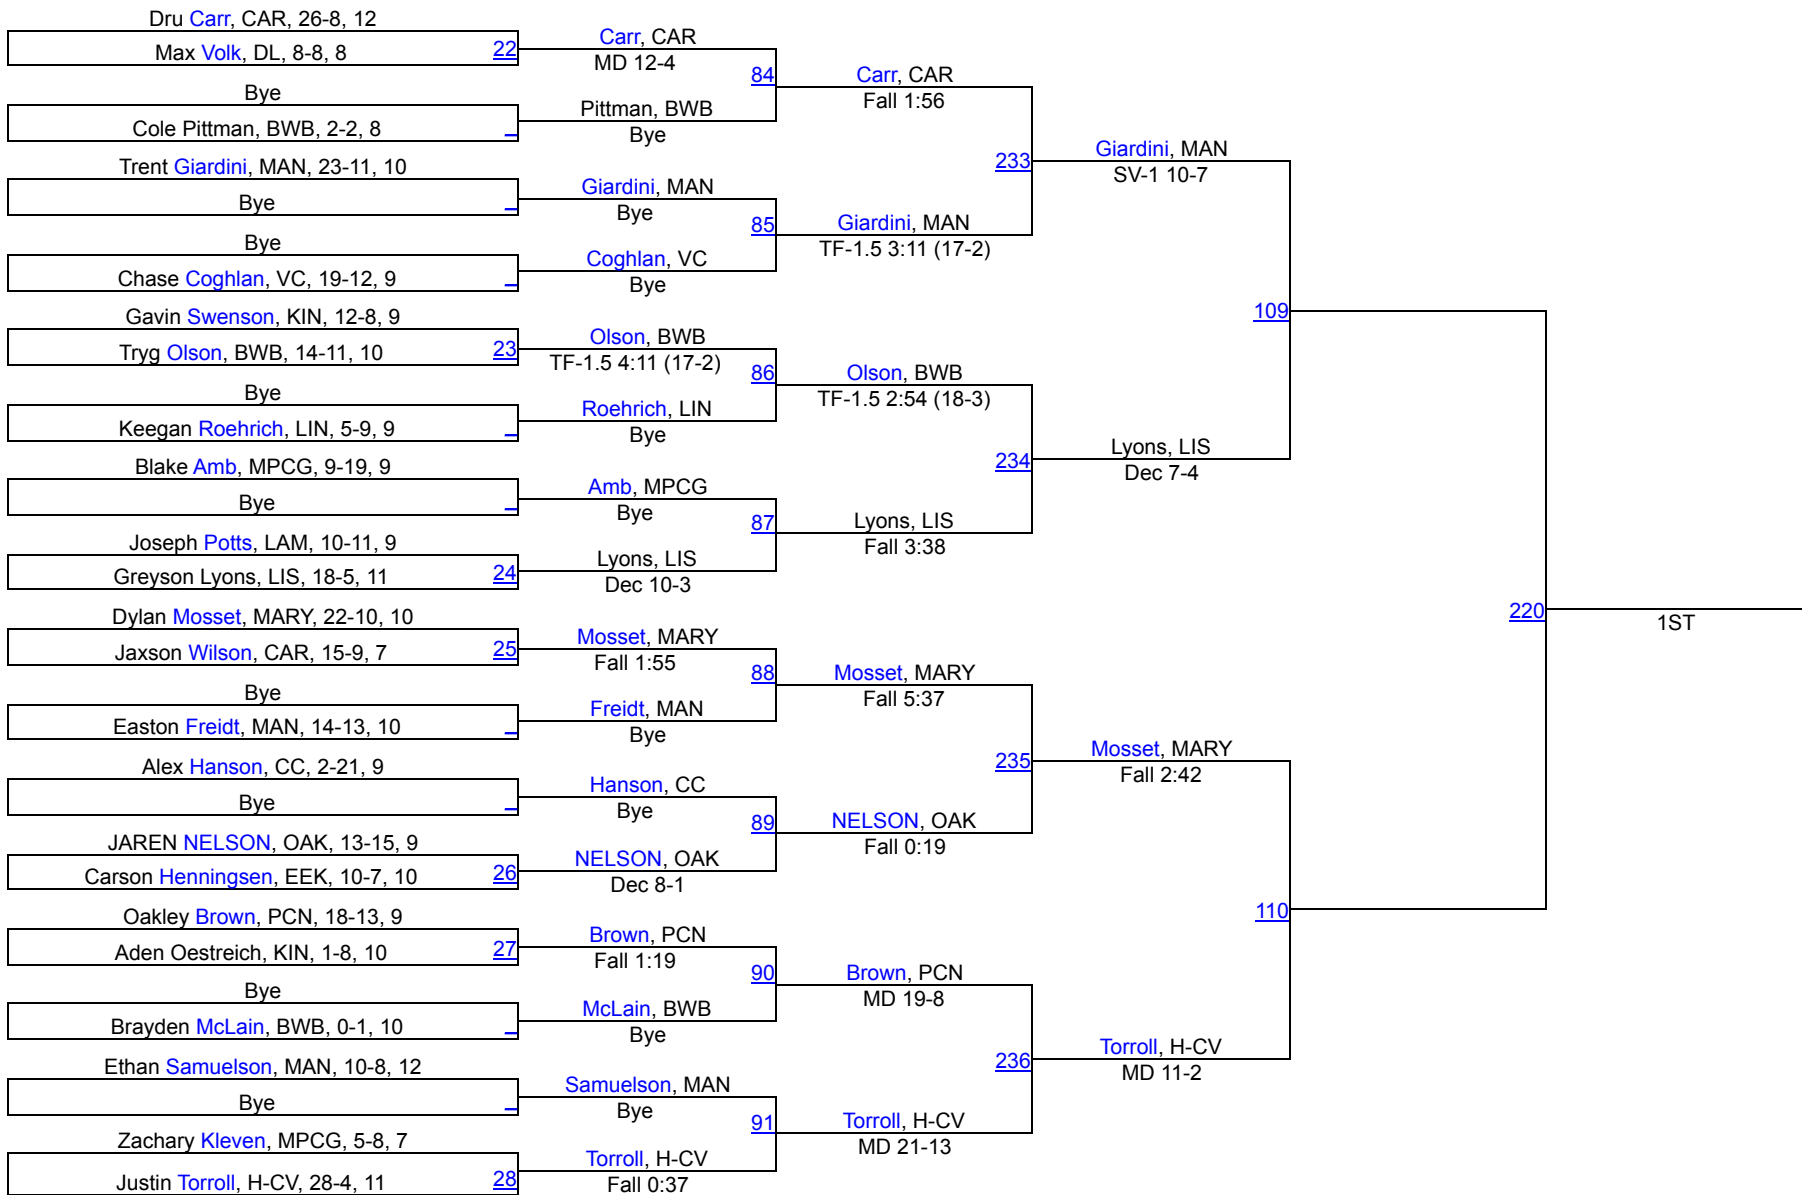 Dru Carr, CAR, 26-8, 12
Max Volk, DL, 8-8, 8
22
Bye
Cole Pittman, BWB, 2-2, 8
Trent Giardini, MAN, 23-11, 10
Bye
Bye
Chase Coghlan, VC, 19-12, 9
Gavin Swenson, KIN, 12-8, 9
Tryg Olson, BWB, 14-11, 10
23
Bye
Keegan Roehrich, LIN, 5-9, 9
Blake Amb, MPCG, 9-19, 9
Bye
Joseph Potts, LAM, 10-11, 9
Greyson Lyons, LIS, 18-5, 11
24
Dylan Mosset, MARY, 22-10, 10
Jaxson Wilson, CAR, 15-9, 7
25
Bye
Easton Freidt, MAN, 14-13, 10
Alex Hanson, CC, 2-21, 9
Bye
JAREN NELSON, OAK, 13-15, 9
Carson Henningsen, EEK, 10-7, 10
26
Oakley Brown, PCN, 18-13, 9
Aden Oestreich, KIN, 1-8, 10
27
Bye
Brayden McLain, BWB, 0-1, 10
Ethan Samuelson, MAN, 10-8, 12
Bye
Zachary Kleven, MPCG, 5-8, 7
Justin Torroll, H-CV, 28-4, 11
28
Carr, CAR
MD 12-4
84
Pittman, BWB
Bye
Giardini, MAN
Bye
85
Coghlan, VC
Bye
Olson, BWB
TF-1.5 4:11 (17-2)
86
Roehrich, LIN
Bye
Amb, MPCG
Bye
87
Lyons, LIS
Dec 10-3
Mosset, MARY
Fall 1:55
88
Freidt, MAN
Bye
Hanson, CC
Bye
89
NELSON, OAK
Dec 8-1
Brown, PCN
Fall 1:19
90
McLain, BWB
Bye
Samuelson, MAN
Bye
91
Torroll, H-CV
Fall 0:37
Carr, CAR
Fall 1:56
233
Giardini, MAN
TF-1.5 3:11 (17-2)
Olson, BWB
TF-1.5 2:54 (18-3)
234
Lyons, LIS
Fall 3:38
Mosset, MARY
Fall 5:37
235
NELSON, OAK
Fall 0:19
Brown, PCN
MD 19-8
236
Torroll, H-CV
MD 21-13
Giardini, MAN
SV-1 10-7
109
Lyons, LIS
Dec 7-4
Mosset, MARY
Fall 2:42
110
Torroll, H-CV
MD 11-2
220
1ST